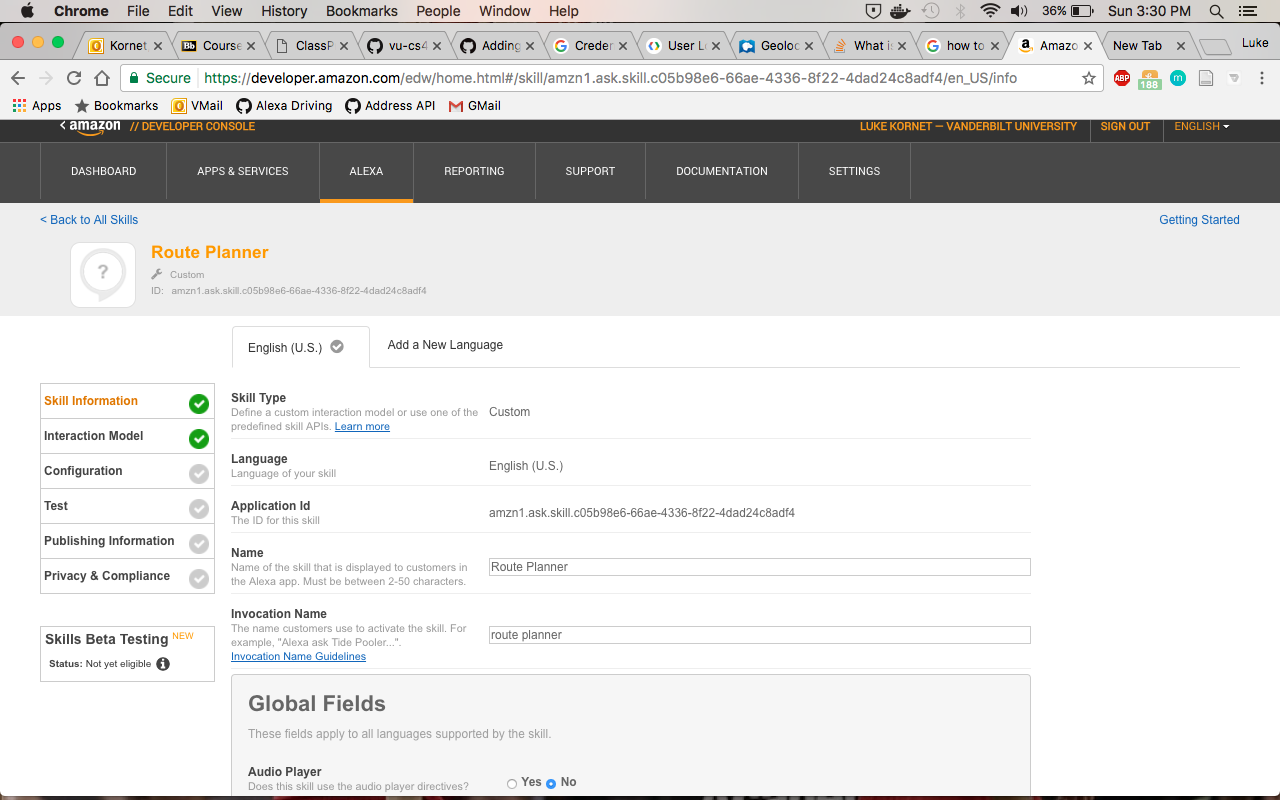 Chrome File Edit View History Bookmarks People Window Help 36% Sun 3:30 PM
Kornet Bb Course ClassP vu-cs4 Adding Creder User L Geoloc What is how to Amazo New Tab Luke
Secure https://developer.amazon.com/edw/home.html#/skill/amzn1.ask.skill.c05b98e6-66ae-4336-8f22-4dad24c8adf4/en_US/info ABP 188 m
Apps Bookmarks VMail Alexa Driving Address API GMail
< amazon // DEVELOPER CONSOLE LUKE KORNET — VANDERBILT UNIVERSITY SIGN OUT ENGLISH
DASHBOARD APPS & SERVICES ALEXA REPORTING SUPPORT DOCUMENTATION SETTINGS
< Back to All Skills Getting Started
?
Route Planner
Custom
ID: amzn1.ask.skill.c05b98e6-66ae-4336-8f22-4dad24c8adf4
English (U.S.) Add a New Language
Skill Information
Interaction Model
Configuration
Test
Publishing Information
Privacy & Compliance
Skills Beta Testing NEW
Status: Not yet eligible
Skill Type
Define a custom interaction model or use one of the
predefined skill APIs. Learn more
Custom
Language
Language of your skill
English (U.S.)
Application Id
The ID for this skill
amzn1.ask.skill.c05b98e6-66ae-4336-8f22-4dad24c8adf4
Name
Name of the skill that is displayed to customers in
the Alexa app. Must be between 2-50 characters.
Route Planner
Invocation Name
The name customers use to activate the skill. For
example, "Alexa ask Tide Pooler...".
Invocation Name Guidelines
route planner
Global Fields
These fields apply to all languages supported by the skill.
Audio Player
Does this skill use the audio player directives?
Yes No